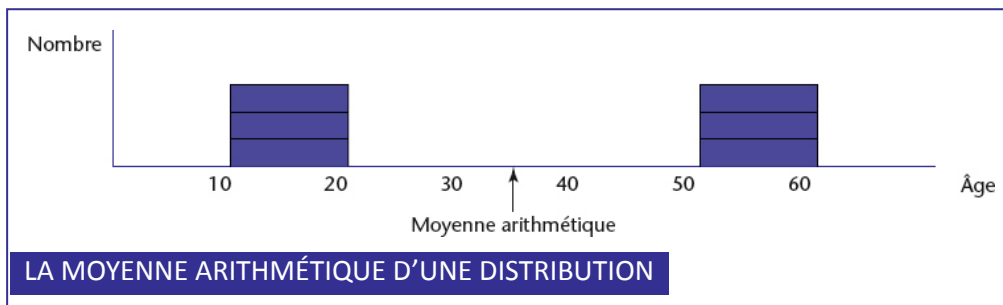 Nombre
10 20 30 40 50 60 Âge
Moyenne arithmétique
LA MOYENNE ARITHMÉTIQUE D’UNE DISTRIBUTION